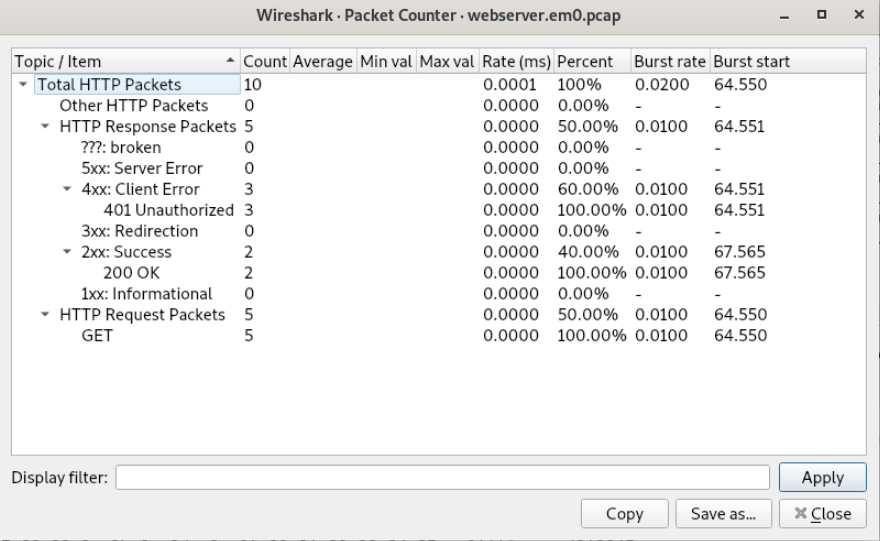 Wireshark · Packet Counter · webserver.em0.pcap
Topic / Item Count Average Min val Max val Rate (ms) Percent Burst rate Burst start
Total HTTP Packets 10 0.0001 100% 0.0200 64.550
Other HTTP Packets 0 0.0000 0.00% - -
HTTP Response Packets 5 0.0000 50.00% 0.0100 64.551
???: broken 0 0.0000 0.00% - -
5xx: Server Error 0 0.0000 0.00% - -
4xx: Client Error 3 0.0000 60.00% 0.0100 64.551
401 Unauthorized 3 0.0000 100.00% 0.0100 64.551
3xx: Redirection 0 0.0000 0.00% - -
2xx: Success 2 0.0000 40.00% 0.0100 67.565
200 OK 2 0.0000 100.00% 0.0100 67.565
1xx: Informational 0 0.0000 0.00% - -
HTTP Request Packets 5 0.0000 50.00% 0.0100 64.550
GET 5 0.0000 100.00% 0.0100 64.550
Display filter: Apply
Copy Save as... Close